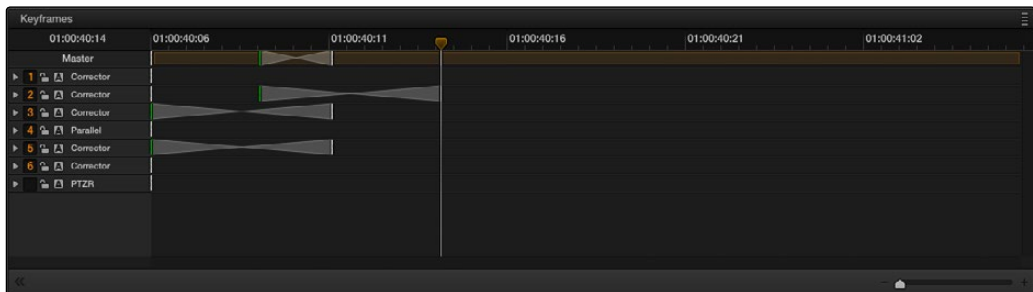 Keyframes
01:00:40:14 01:00:40:06 01:00:40:11 01:00:40:16 01:00:40:21 01:00:41:02
Master
1 A Corrector
2 A Corrector
3 A Corrector
4 A Parallel
5 A Corrector
6 A Corrector
A PTZR